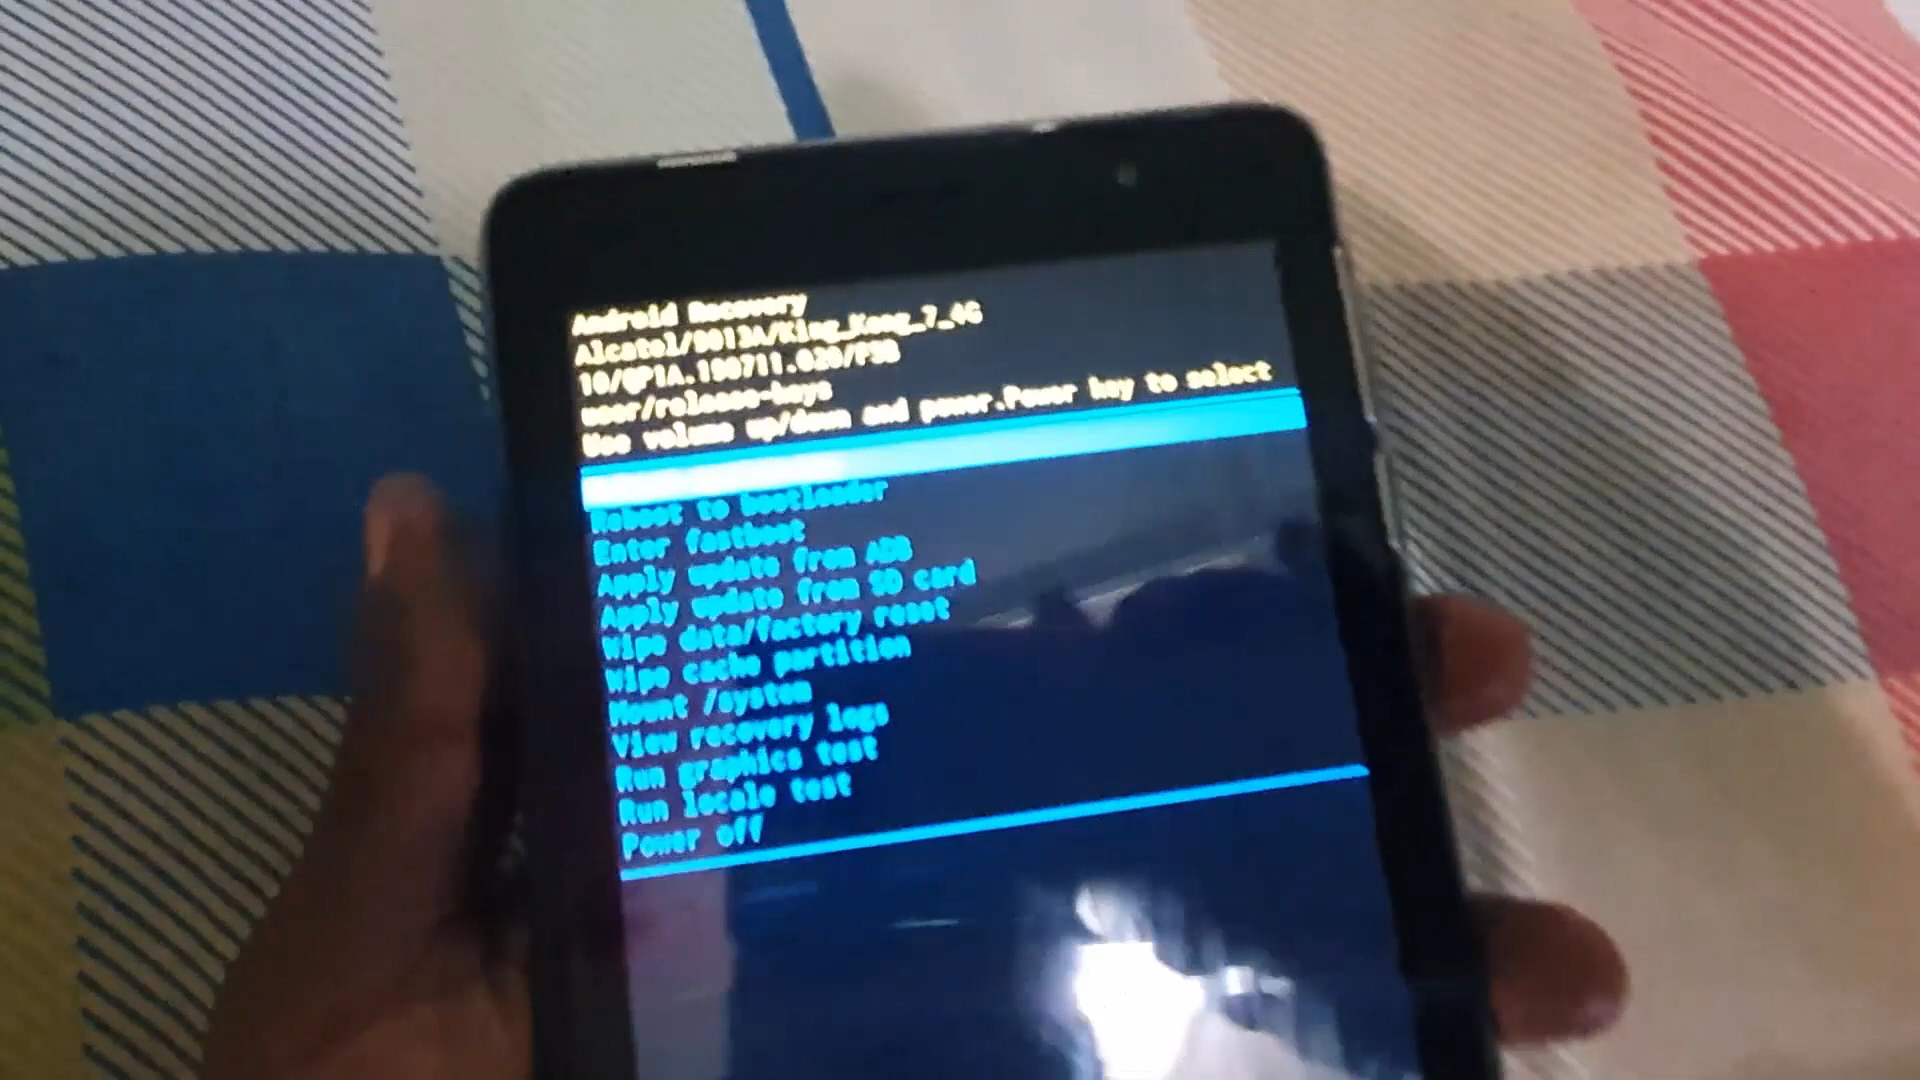 Android Recovery
Alcatel/9013A/King_Kong_7_4G
10/QP1A.190711.020/
user/release-keys
Use volume up/down and power.Power key to select
Reboot to bootloader
Enter fastboot
Apply update from ADB
Apply update from SD card
Wipe data/factory reset
Wipe cache partition
Mount /system
View recovery logs
Run graphics test
Run locale test
Power off